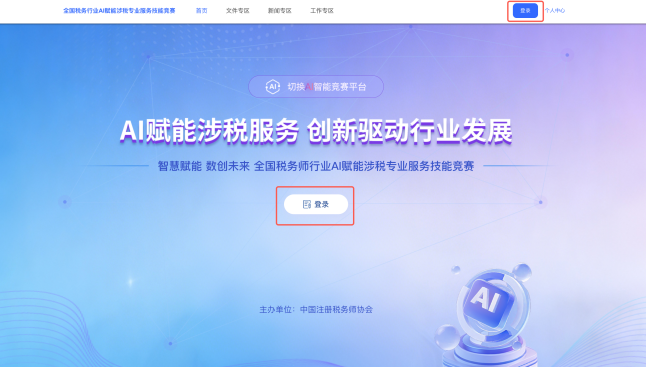 全国税务行业AI赋能涉税专业服务技能竞赛 首页 文件专区 新闻专区 工作专区 登录 个人中心
AI 切换AI智能竞赛平台
AI赋能涉税服务 创新驱动行业发展
智慧赋能 数创未来 全国税务师行业AI赋能涉税专业服务技能竞赛
登录
AI
主办单位：中国注册税务师协会